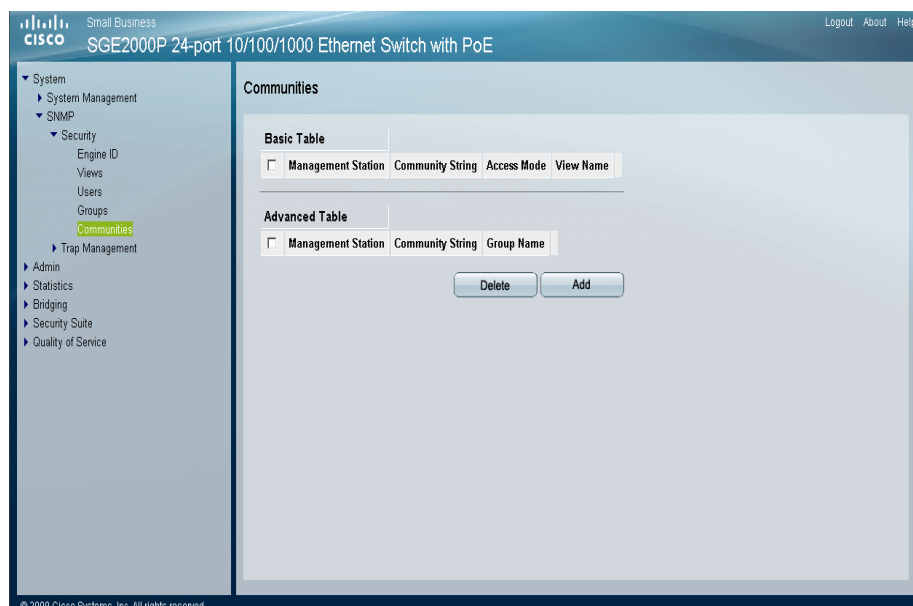 Small Business
CISCO
SGE2000P 24-port 10/100/1000 Ethernet Switch with PoE
Logout About Help
System
System Management
SNMP
Security
Engine ID
Views
Users
Groups
Communities
Trap Management
Admin
Statistics
Bridging
Security Suite
Quality of Service
Communities
Basic Table
Management Station Community String Access Mode View Name
Advanced Table
Management Station Community String Group Name
Delete Add
© 2009 Cisco Systems, Inc. All rights reserved.